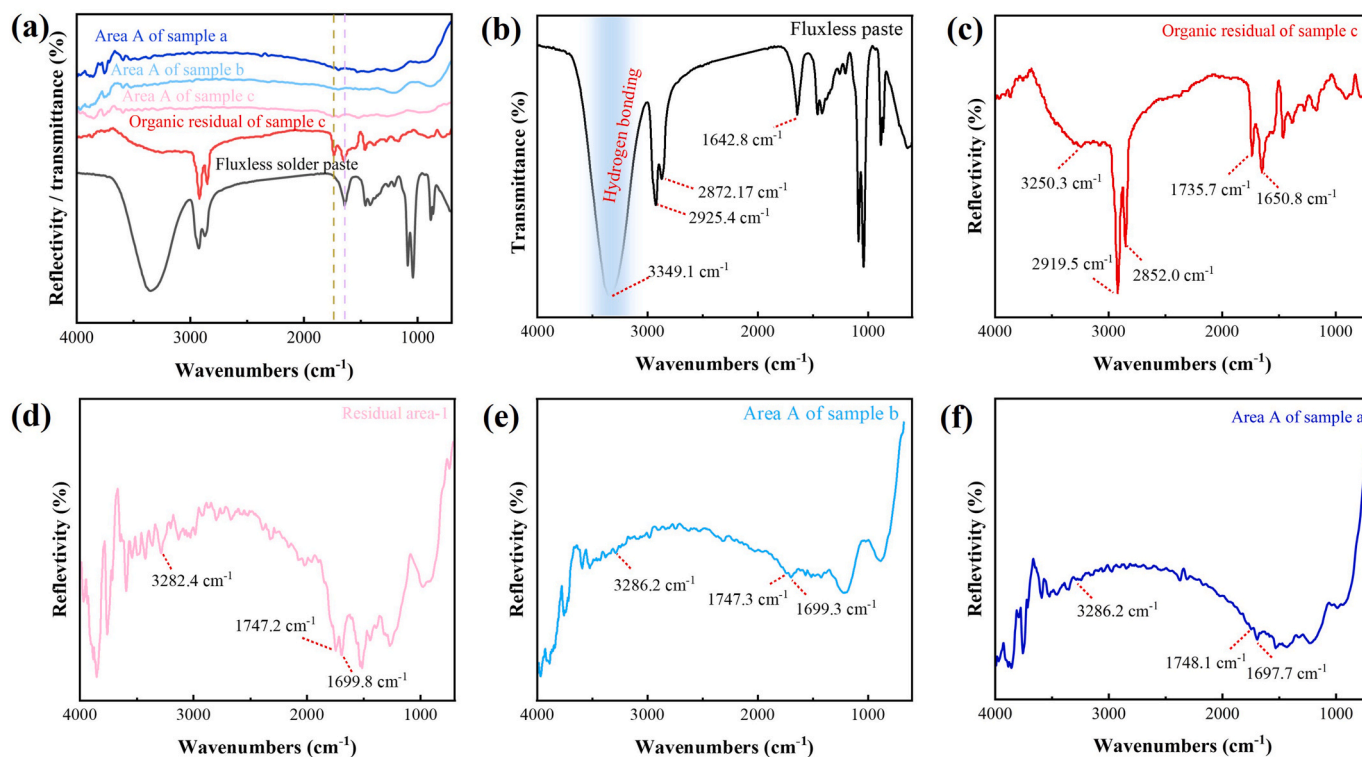 (a)
Area A of sample a
Area A of sample b
Area A of sample c
Organic residual of sample c
Fluxless solder paste
Reflectivity / transmittance (%)
4000
3000
2000
1000
Wavenumbers (cm-1)
(b)
Fluxless paste
Hydrogen bonding
1642.8 cm-1
2872.17 cm-1
2925.4 cm-1
3349.1 cm-1
Transmittance (%)
4000
3000
2000
1000
Wavenumbers (cm-1)
(c)
Organic residual of sample c
3250.3 cm-1
1735.7 cm-1
1650.8 cm-1
2919.5 cm-1
2852.0 cm-1
Reflevtivity (%)
4000
3000
2000
1000
Wavenumbers (cm-1)
(d)
Residual area-1
3282.4 cm-1
1747.2 cm-1
1699.8 cm-1
Reflevtivity (%)
4000
3000
2000
1000
Wavenumbers (cm-1)
(e)
Area A of sample b
3286.2 cm-1
1747.3 cm-1
1699.3 cm-1
Reflevtivity (%)
4000
3000
2000
1000
Wavenumbers (cm-1)
(f)
Area A of sample a
3286.2 cm-1
1748.1 cm-1
1697.7 cm-1
Reflevtivity (%)
4000
3000
2000
1000
Wavenumbers (cm-1)